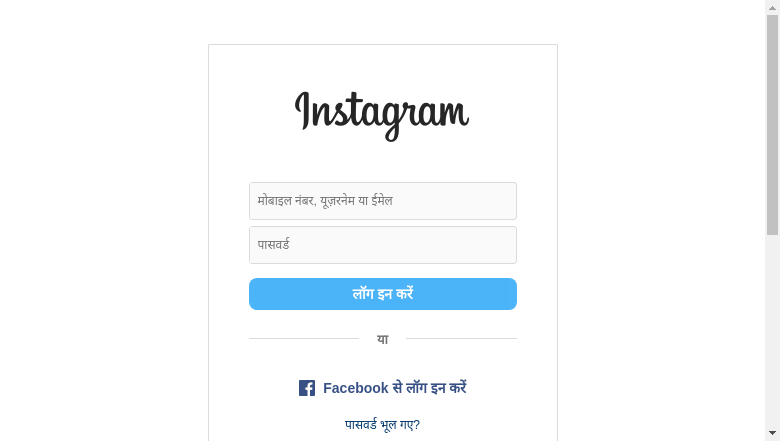 Instagram
मोबाइल नंबर, यूज़रनेम या ईमेल
पासवर्ड
लॉग इन करें
या
Facebook से लॉग इन करें
पासवर्ड भूल गए?